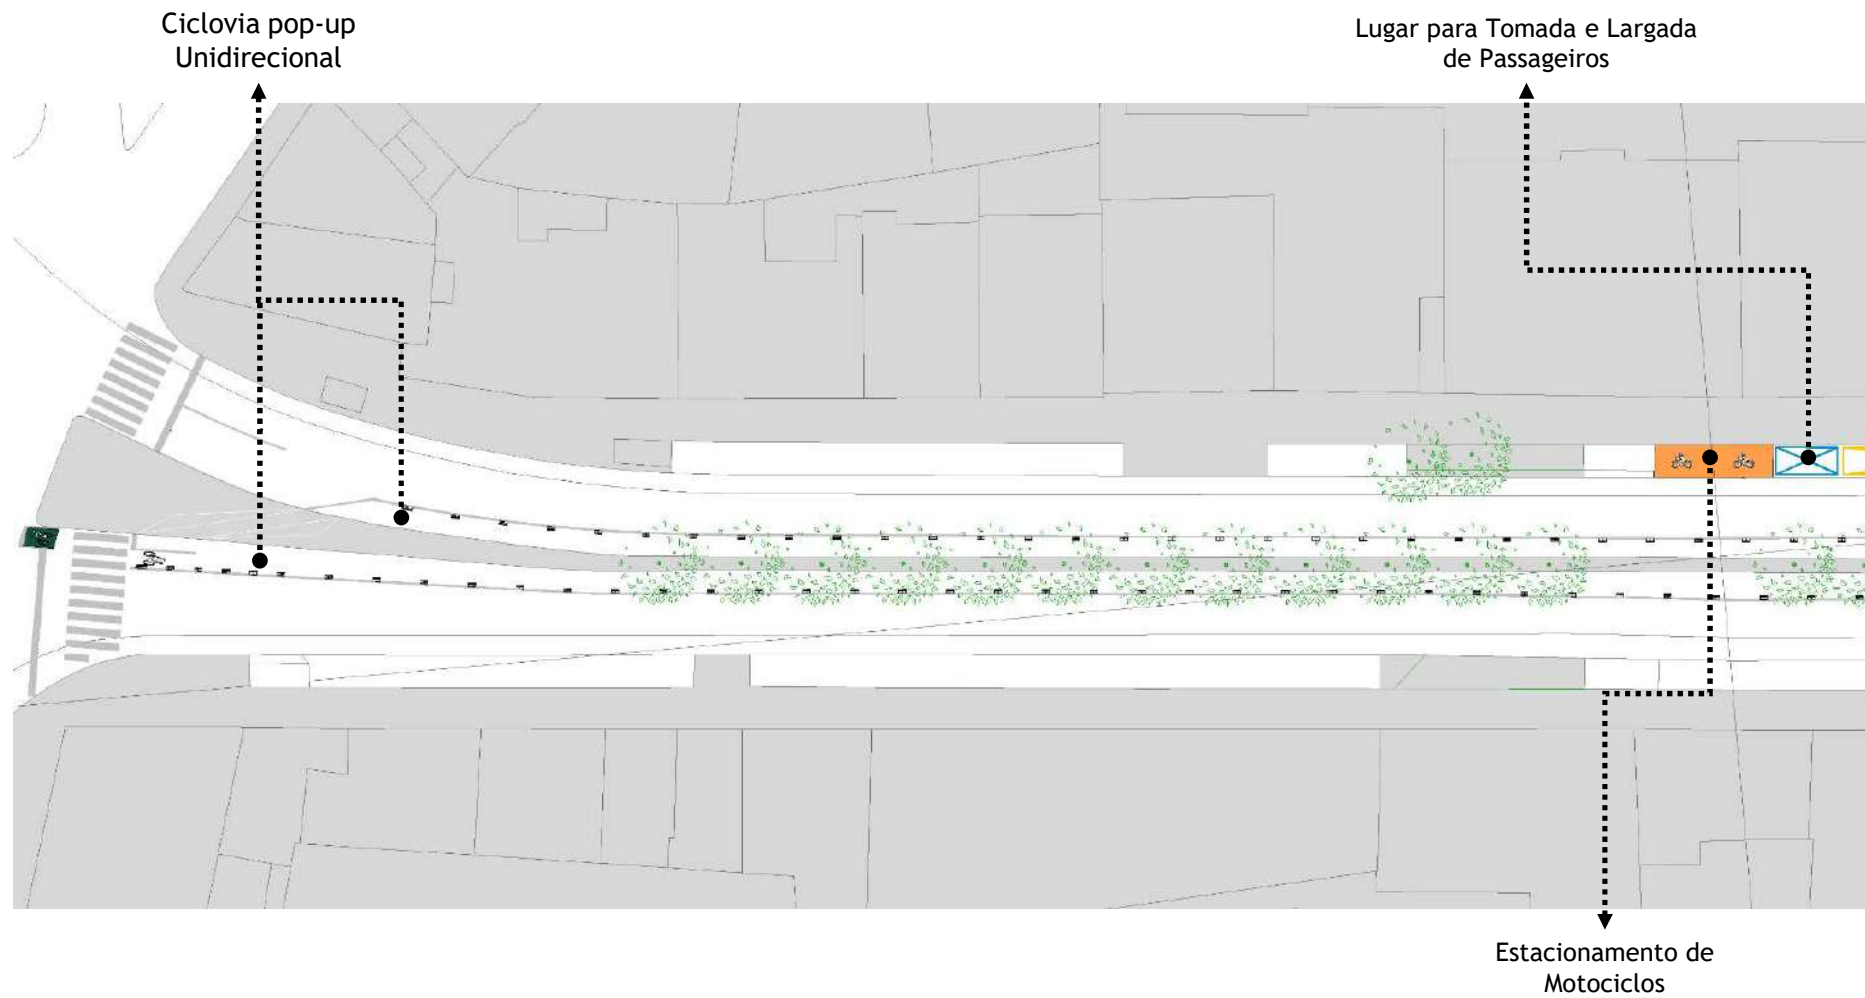 Ciclovia pop-up
Unidirecional
Lugar para Tomada e Largada
de Passageiros
Estacionamento de
Motociclos